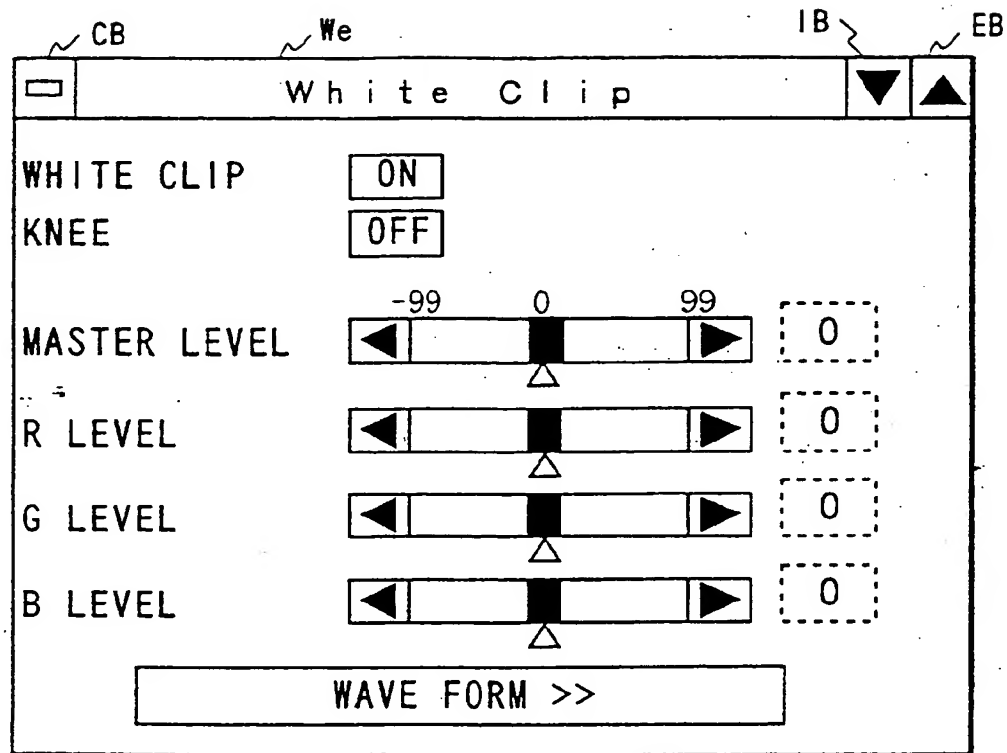 CB We IB EB
White Clip
WHITE CLIP ON
KNEE OFF
-99 0 99
MASTER LEVEL 0
R LEVEL 0
G LEVEL 0
B LEVEL 0
WAVE FORM >>